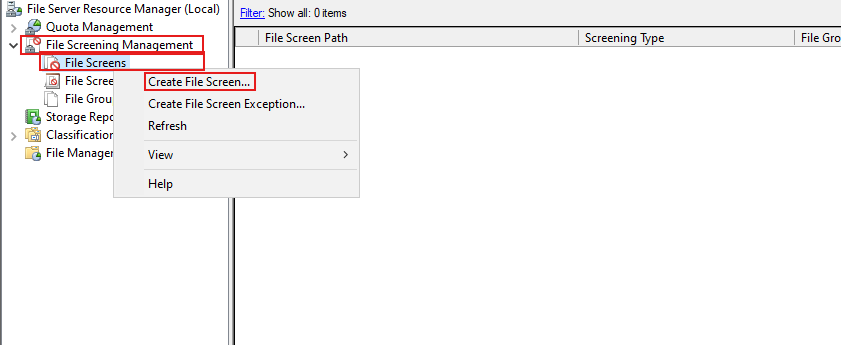 File Server Resource Manager (Local)
Quota Management
File Screening Management
File Screens
File Scree
File Grou
Storage Repo
Classification
File Manager
Create File Screen...
Create File Screen Exception...
Refresh
View
Help
Filter: Show all: 0 items
File Screen Path Screening Type File Gro